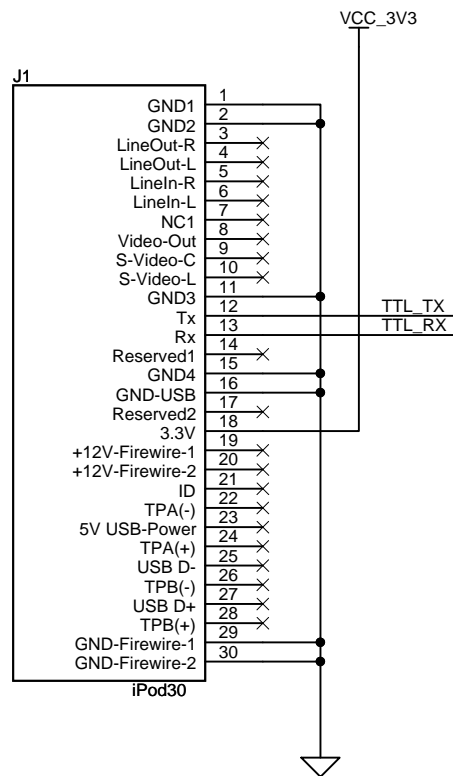 VCC_3V3
J1
1
GND1
2
GND2
3
LineOut-R
4
LineOut-L
5
LineIn-R
6
LineIn-L
7
NC1
8
Video-Out
9
S-Video-C
10
S-Video-L
11
GND3
12
Tx
TTL_TX
13
Rx
TTL_RX
14
Reserved1
15
GND4
16
GND-USB
17
Reserved2
18
3.3V
19
+12V-Firewire-1
20
+12V-Firewire-2
21
ID
22
TPA(-)
23
5V USB-Power
24
TPA(+)
25
USB D-
26
TPB(-)
27
USB D+
28
TPB(+)
29
GND-Firewire-1
30
GND-Firewire-2
iPod30